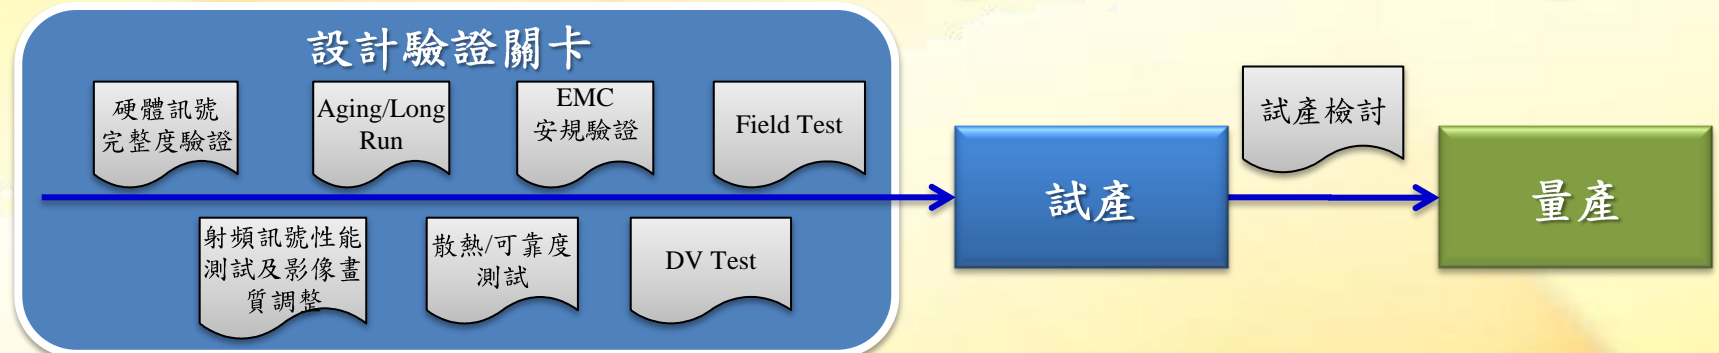 設計驗證關卡
硬體訊號
完整度驗證
Aging/Long
Run
EMC
安規驗證
Field Test
射頻訊號性能
測試及影像畫
質調整
散熱/可靠度
測試
DV Test
試產
試產檢討
量產